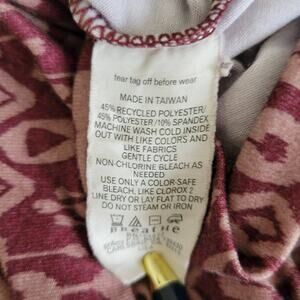 tear tag off before wear
MADE IN TAIWAN
45% RECYCLED POLYESTER/
45% POLYESTER/10% SPANDEX
MACHINE WASH COLD INSIDE
OUT WITH LIKE COLORS AND
LIKE FABRICS
GENTLE CYCLE
NON-CHLORINE BLEACH AS
NEEDED
USE ONLY A COLOR-SAFE
BLEACH, LIKE CLOROX 2
LINE DRY OR LAY FLAT TO DRY
DO NOT STEAM OR IRON
BReatHe